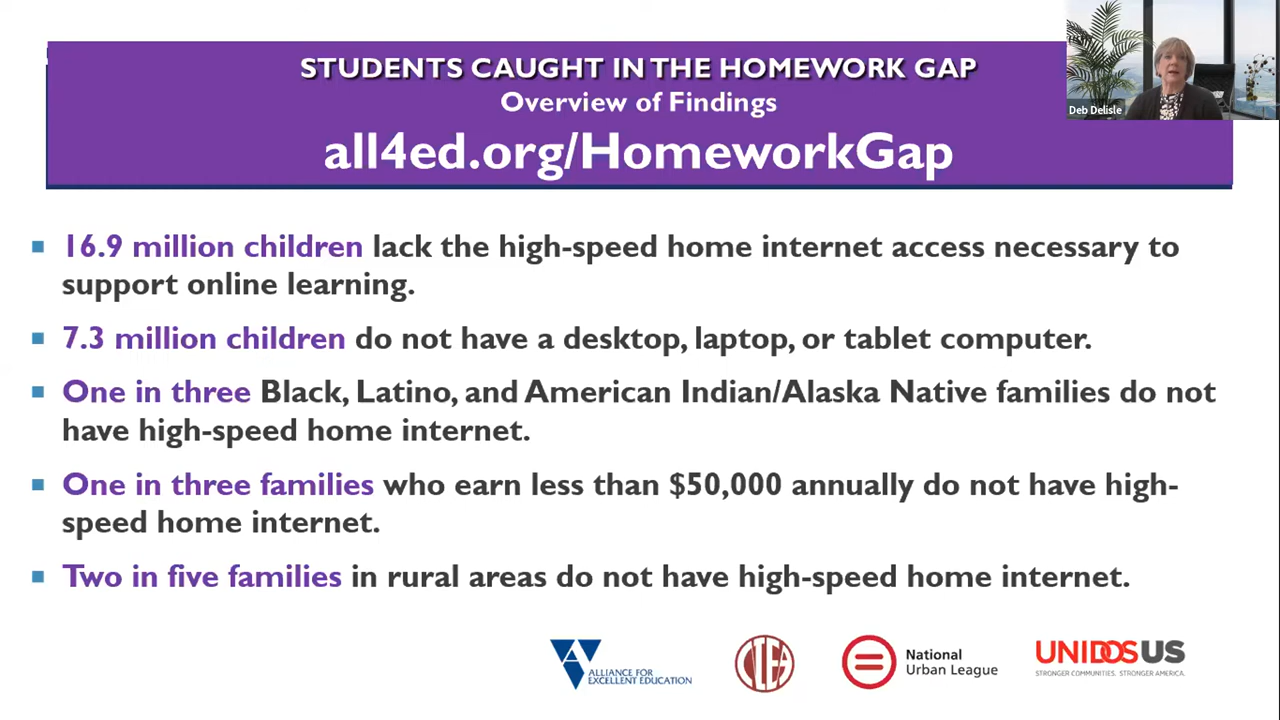 STUDENTS CAUGHT IN THE HOMEWORK GAP
Overview of Findings
all4ed.org/HomeworkGap
Deb Delisle
16.9 million children lack the high-speed home internet access necessary to
support online learning.
7.3 million children do not have a desktop, laptop, or tablet computer.
One in three Black, Latino, and American Indian/Alaska Native families do not
have high-speed home internet.
One in three families who earn less than $50,000 annually do not have high-
speed home internet.
Two in five families in rural areas do not have high-speed home internet.
ALLIANCE FOR
EXCELLENT EDUCATION
National
Urban League
UNIDOSUS
STRONGER COMMUNITIES. STRONGER AMERICA.